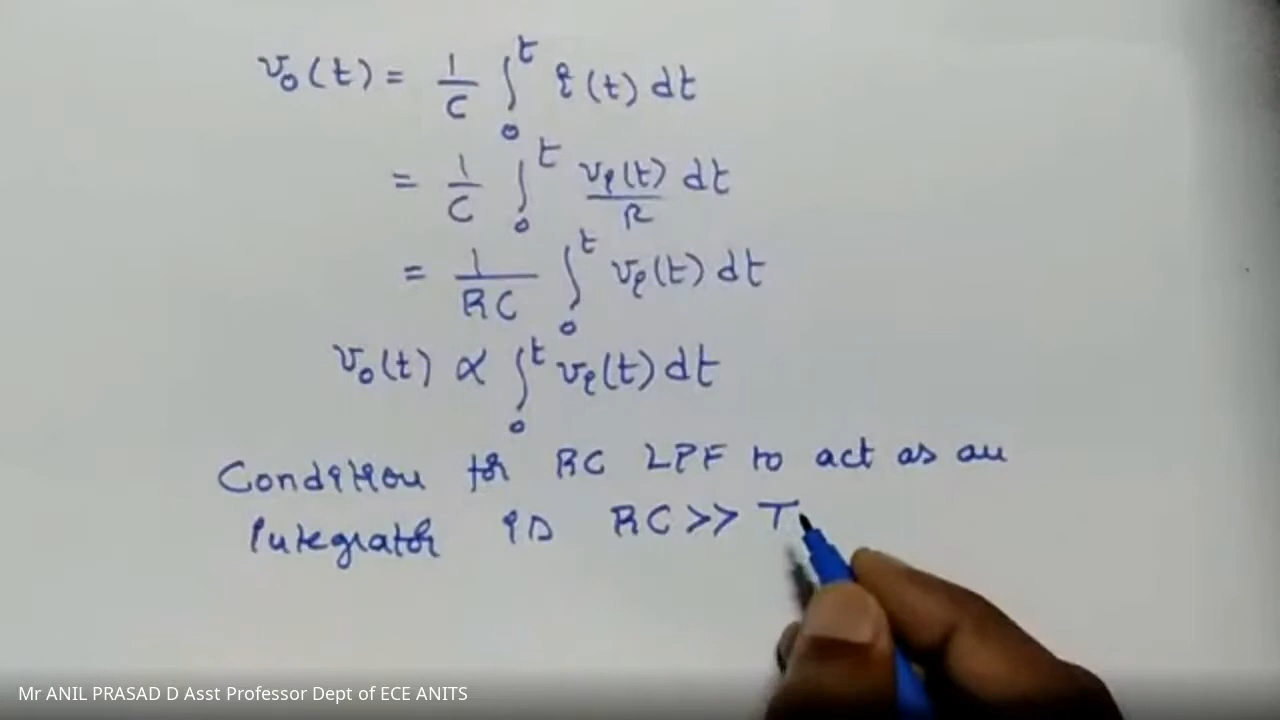 v₀(t) = 1/C ∫₀ᵗ i(t) dt
= 1/C ∫₀ᵗ vᵢ(t)/R dt
= 1/RC ∫₀ᵗ vᵢ(t) dt
v₀(t) ∝ ∫₀ᵗ vᵢ(t) dt
Condition for RC LPF to act as an
Integrator is RC >> T
Mr ANIL PRASAD D Asst Professor Dept of ECE ANITS